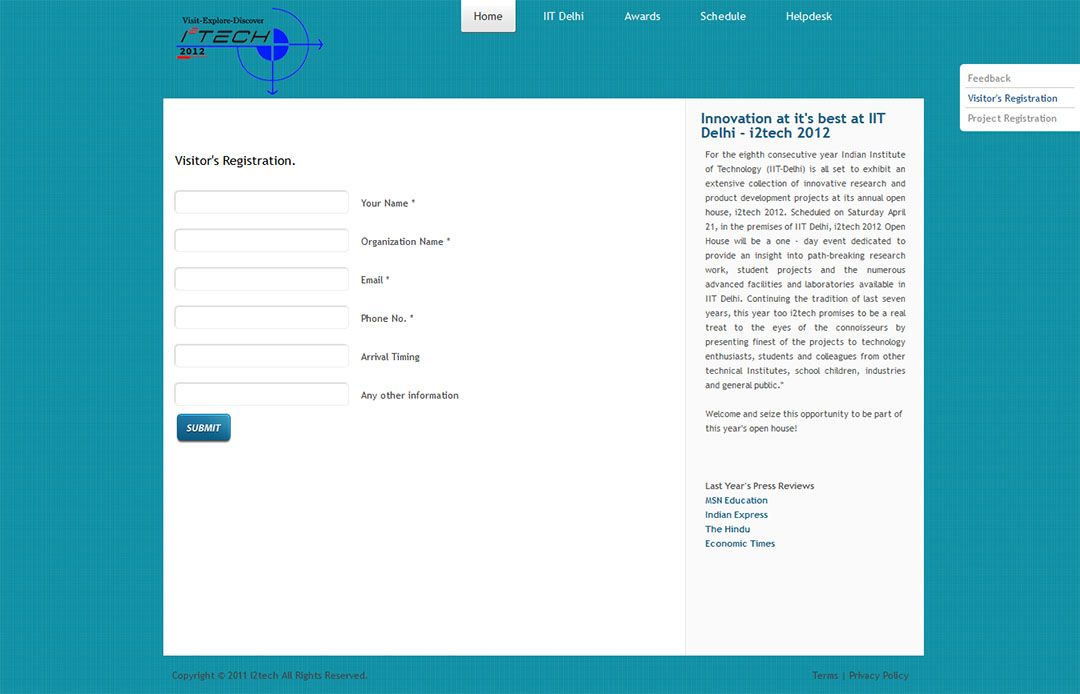 Visit-Explore-Discover
i2TECH
2012
Home
IIT Delhi
Awards
Schedule
Helpdesk
Feedback
Visitor's Registration
Project Registration
Visitor's Registration.
Your Name *
Organization Name *
Email *
Phone No. *
Arrival Timing
Any other information
SUBMIT
Innovation at it's best at IIT
Delhi - i2tech 2012
For the eighth consecutive year Indian Institute
of Technology (IIT-Delhi) is all set to exhibit an
extensive collection of innovative research and
product development projects at its annual open
house, i2tech 2012. Scheduled on Saturday April
21, in the premises of IIT Delhi, i2tech 2012 Open
House will be a one - day event dedicated to
provide an insight into path-breaking research
work, student projects and the numerous
advanced facilities and laboratories available in
IIT Delhi. Continuing the tradition of last seven
years, this year too i2tech promises to be a real
treat to the eyes of the connoisseurs by
presenting finest of the projects to technology
enthusiasts, students and colleagues from other
technical Institutes, school children, industries
and general public."
Welcome and seize this opportunity to be part of
this year's open house!
Last Year's Press Reviews
MSN Education
Indian Express
The Hindu
Economic Times
Copyright © 2011 i2tech All Rights Reserved.
Terms | Privacy Policy